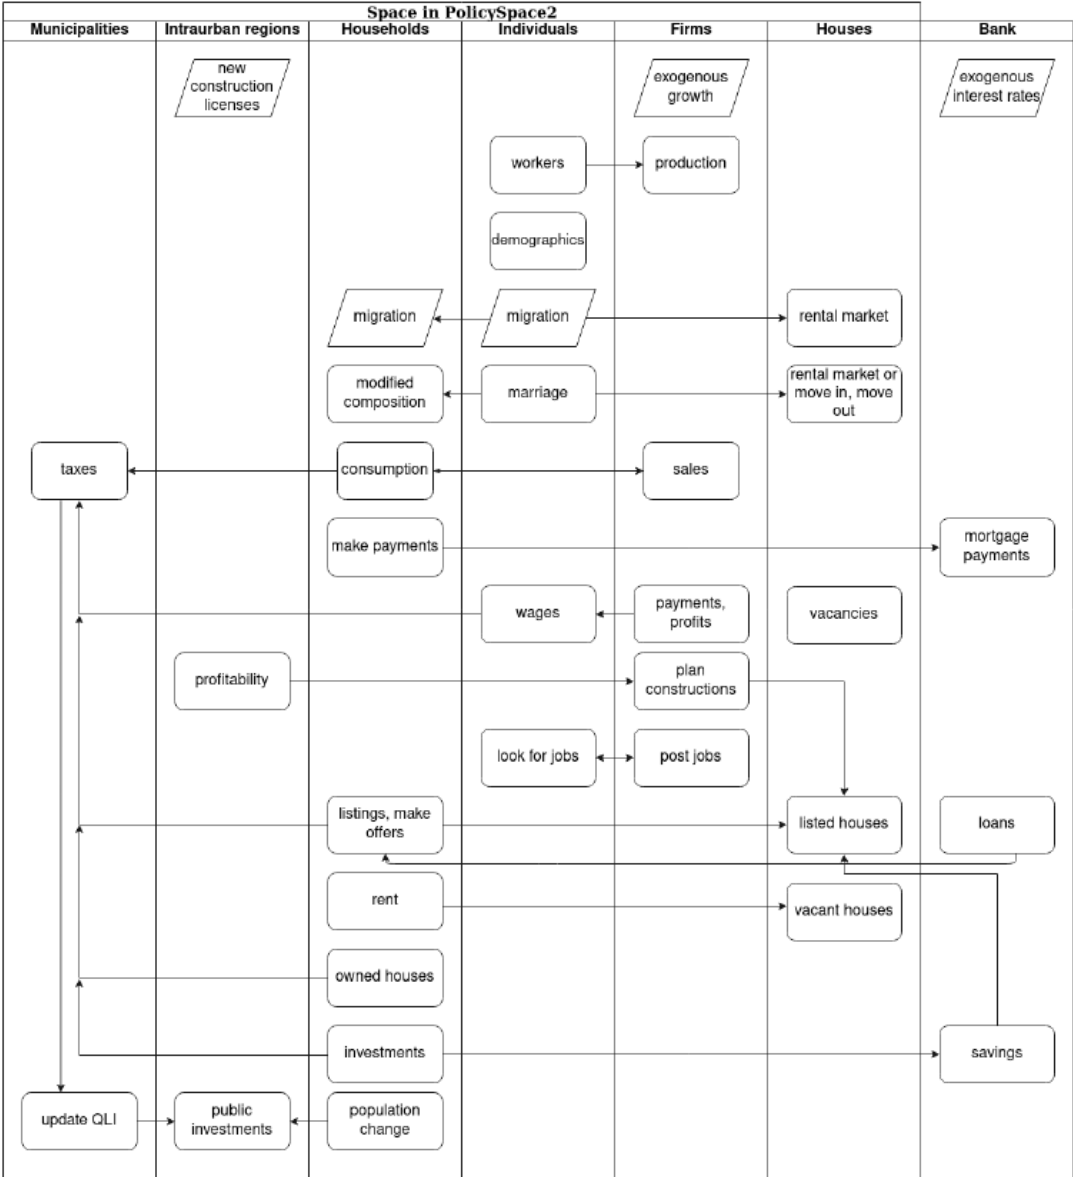 Space in PolicySpace2
Municipalities
Intraurban regions
Households
Individuals
Firms
Houses
Bank
new
construction
licenses
exogenous
growth
exogenous
interest rates
workers
production
demographics
migration
migration
rental market
modified
composition
marriage
rental market or
move in, move
out
taxes
consumption
sales
make payments
mortgage
payments
wages
payments,
profits
vacancies
profitability
plan
constructions
look for jobs
post jobs
listings, make
offers
listed houses
loans
rent
vacant houses
owned houses
investments
savings
update QLI
public
investments
population
change